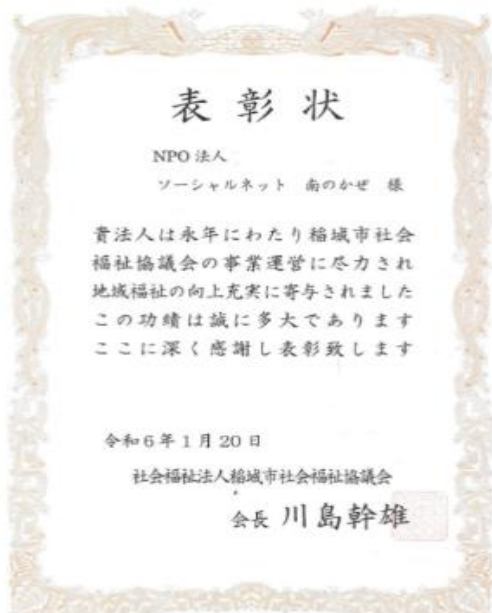 表彰状
NPO法人
ソーシャルネット 南のかぜ 様
貴法人は永年にわたり稲城市社会
福祉協議会の事業運営に尽力され
地域福祉の向上充実に寄与されました
この功績は誠に多大であります
ここに深く感謝し表彰致します
令和6年1月20日
社会福祉法人稲城市社会福祉協議会
会長 川島幹雄